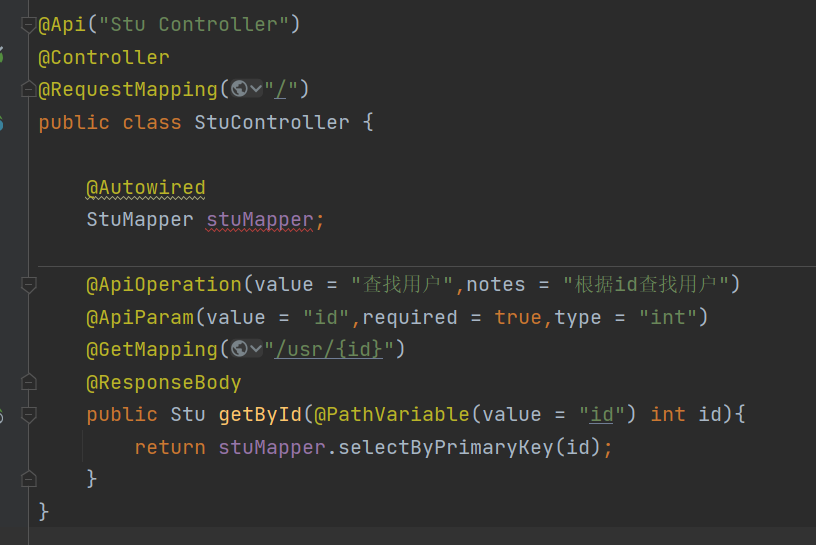 @Api("Stu Controller")
@Controller
@RequestMapping("/")
public class StuController {
@Autowired
StuMapper stuMapper;
@ApiOperation(value = "查找用户",notes = "根据id查找用户")
@ApiParam(value = "id",required = true,type = "int")
@GetMapping("/usr/{id}")
@ResponseBody
public Stu getById(@PathVariable(value = "id") int id){
return stuMapper.selectByPrimaryKey(id);
}
}